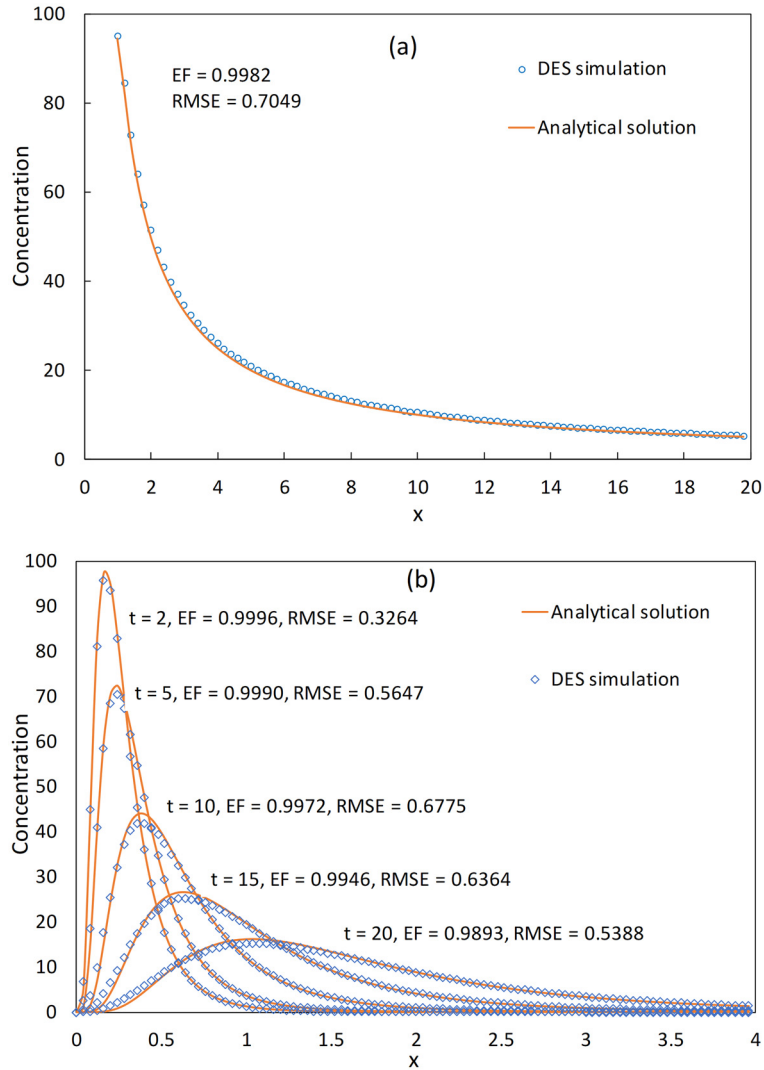 (a)
EF = 0.9982
RMSE = 0.7049
DES simulation
Analytical solution
Concentration
100
80
60
40
20
0
0 2 4 6 8 10 12 14 16 18 20
x
(b)
Analytical solution
DES simulation
t = 2, EF = 0.9996, RMSE = 0.3264
t = 5, EF = 0.9990, RMSE = 0.5647
t = 10, EF = 0.9972, RMSE = 0.6775
t = 15, EF = 0.9946, RMSE = 0.6364
t = 20, EF = 0.9893, RMSE = 0.5388
Concentration
100
90
80
70
60
50
40
30
20
10
0
0 0.5 1 1.5 2 2.5 3 3.5 4
x